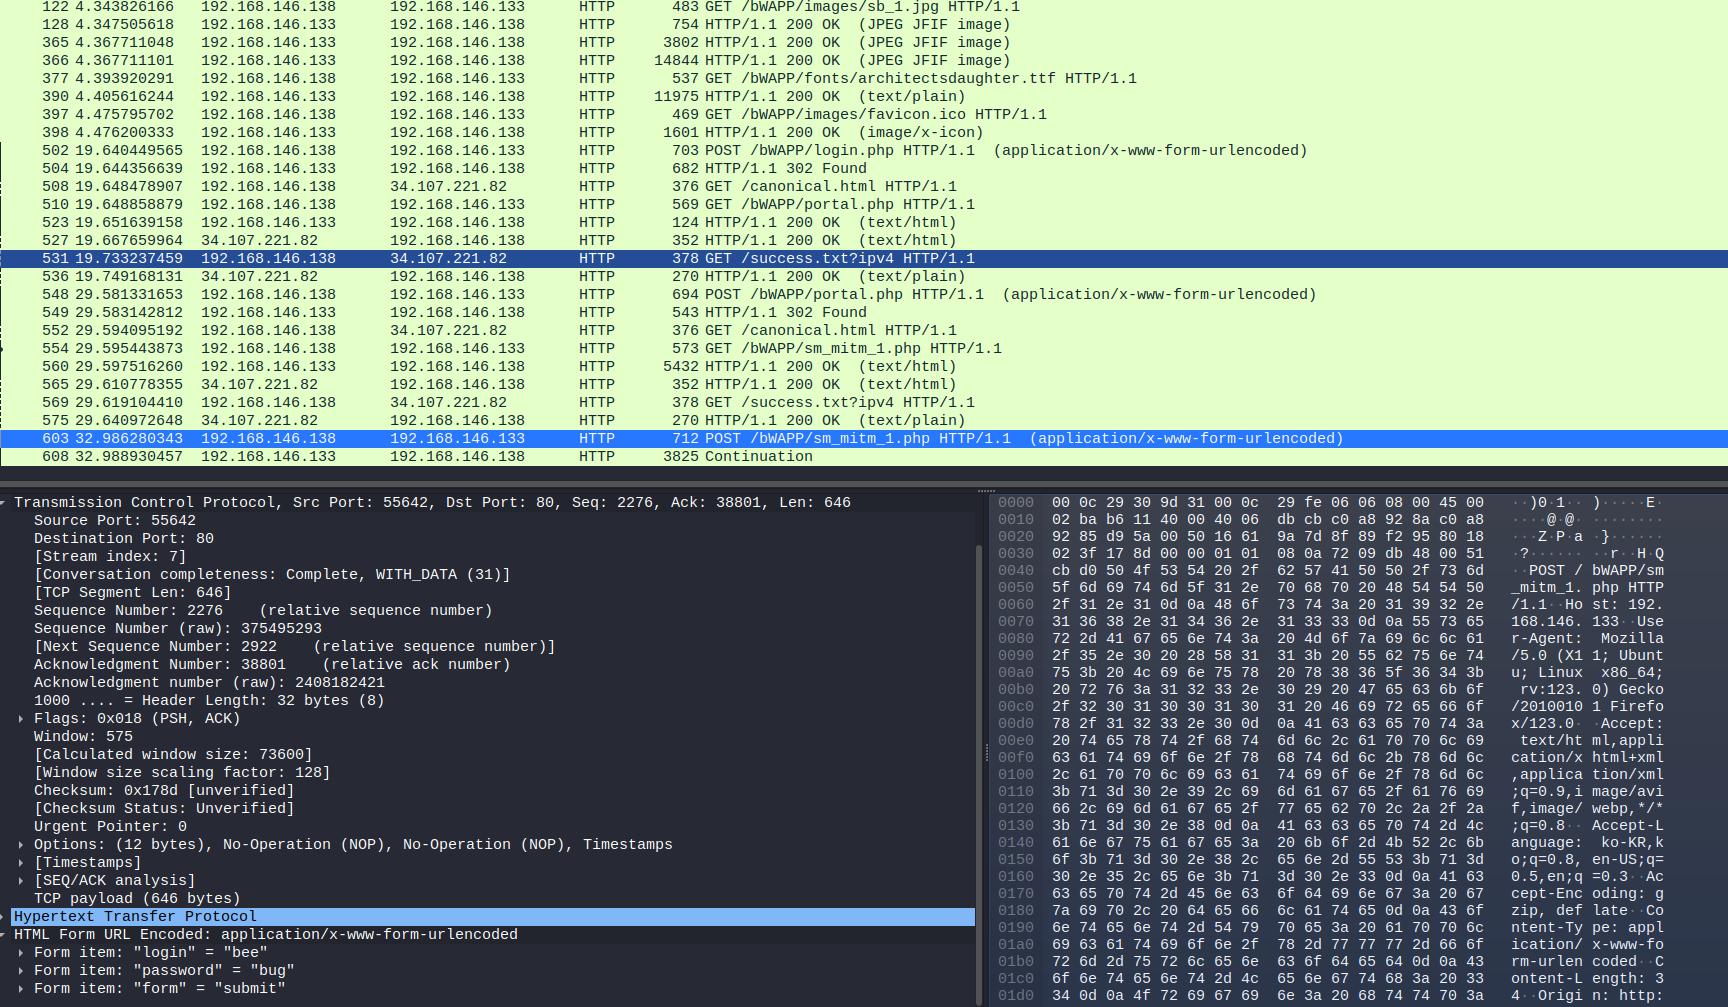 122 4.343826166 192.168.146.138 192.168.146.133 HTTP 483 GET /bWAPP/images/sb_1.jpg HTTP/1.1
128 4.347505618 192.168.146.133 192.168.146.138 HTTP 754 HTTP/1.1 200 OK (JPEG JFIF image)
365 4.367711048 192.168.146.133 192.168.146.138 HTTP 3802 HTTP/1.1 200 OK (JPEG JFIF image)
366 4.367711101 192.168.146.133 192.168.146.138 HTTP 14844 HTTP/1.1 200 OK (JPEG JFIF image)
377 4.393920291 192.168.146.138 192.168.146.133 HTTP 537 GET /bWAPP/fonts/architectsdaughter.ttf HTTP/1.1
390 4.405616244 192.168.146.133 192.168.146.138 HTTP 11975 HTTP/1.1 200 OK (text/plain)
397 4.475795702 192.168.146.138 192.168.146.133 HTTP 469 GET /bWAPP/images/favicon.ico HTTP/1.1
398 4.476200333 192.168.146.133 192.168.146.138 HTTP 1601 HTTP/1.1 200 OK (image/x-icon)
502 19.640449565 192.168.146.138 192.168.146.133 HTTP 703 POST /bWAPP/login.php HTTP/1.1 (application/x-www-form-urlencoded)
504 19.644356639 192.168.146.133 192.168.146.138 HTTP 682 HTTP/1.1 302 Found
508 19.648478907 192.168.146.138 34.107.221.82 HTTP 376 GET /canonical.html HTTP/1.1
510 19.648858879 192.168.146.138 192.168.146.133 HTTP 569 GET /bWAPP/portal.php HTTP/1.1
523 19.651639158 192.168.146.133 192.168.146.138 HTTP 124 HTTP/1.1 200 OK (text/html)
527 19.667659964 34.107.221.82 192.168.146.138 HTTP 352 HTTP/1.1 200 OK (text/html)
531 19.733237459 192.168.146.138 34.107.221.82 HTTP 378 GET /success.txt?ipv4 HTTP/1.1
536 19.749168131 34.107.221.82 192.168.146.138 HTTP 270 HTTP/1.1 200 OK (text/plain)
548 29.581331653 192.168.146.138 192.168.146.133 HTTP 694 POST /bWAPP/portal.php HTTP/1.1 (application/x-www-form-urlencoded)
549 29.583142812 192.168.146.133 192.168.146.138 HTTP 543 HTTP/1.1 302 Found
552 29.594095192 192.168.146.138 34.107.221.82 HTTP 376 GET /canonical.html HTTP/1.1
554 29.595443873 192.168.146.138 192.168.146.133 HTTP 573 GET /bWAPP/sm_mitm_1.php HTTP/1.1
560 29.597516260 192.168.146.133 192.168.146.138 HTTP 5432 HTTP/1.1 200 OK (text/html)
565 29.610778355 34.107.221.82 192.168.146.138 HTTP 352 HTTP/1.1 200 OK (text/html)
569 29.619104410 192.168.146.138 34.107.221.82 HTTP 378 GET /success.txt?ipv4 HTTP/1.1
575 29.640972648 34.107.221.82 192.168.146.138 HTTP 270 HTTP/1.1 200 OK (text/plain)
603 32.986280343 192.168.146.138 192.168.146.133 HTTP 712 POST /bWAPP/sm_mitm_1.php HTTP/1.1 (application/x-www-form-urlencoded)
608 32.988930457 192.168.146.133 192.168.146.138 HTTP 3825 Continuation
Transmission Control Protocol, Src Port: 55642, Dst Port: 80, Seq: 2276, Ack: 38801, Len: 646
Source Port: 55642
Destination Port: 80
[Stream index: 7]
[Conversation completeness: Complete, WITH_DATA (31)]
[TCP Segment Len: 646]
Sequence Number: 2276 (relative sequence number)
Sequence Number (raw): 375495293
[Next Sequence Number: 2922 (relative sequence number)]
Acknowledgment Number: 38801 (relative ack number)
Acknowledgment number (raw): 2408182421
1000 .... = Header Length: 32 bytes (8)
Flags: 0x018 (PSH, ACK)
Window: 575
[Calculated window size: 73600]
[Window size scaling factor: 128]
Checksum: 0x178d [unverified]
[Checksum Status: Unverified]
Urgent Pointer: 0
Options: (12 bytes), No-Operation (NOP), No-Operation (NOP), Timestamps
[Timestamps]
[SEQ/ACK analysis]
TCP payload (646 bytes)
Hypertext Transfer Protocol
HTML Form URL Encoded: application/x-www-form-urlencoded
Form item: "login" = "bee"
Form item: "password" = "bug"
Form item: "form" = "submit"
0000 00 0c 29 30 9d 31 00 0c 29 fe 06 06 08 00 45 00 ··)0·1·· )·····E·
0010 02 ba b6 11 40 00 40 06 db cb c0 a8 92 8a c0 a8 ····@·@· ········
0020 92 85 d9 5a 00 50 16 61 9a 7d 8f 89 f2 95 80 18 ···Z·P·a ·}······
0030 02 3f 17 8d 00 00 01 01 08 0a 72 09 db 48 00 51 ·?······ ··r··H·Q
0040 cb d0 50 4f 53 54 20 2f 62 57 41 50 50 2f 73 6d ··POST / bWAPP/sm
0050 5f 6d 69 74 6d 5f 31 2e 70 68 70 20 48 54 54 50 _mitm_1. php HTTP
0060 2f 31 2e 31 0d 0a 48 6f 73 74 3a 20 31 39 32 2e /1.1··Ho st: 192.
0070 31 36 38 2e 31 34 36 2e 31 33 33 0d 0a 55 73 65 168.146. 133··Use
0080 72 2d 41 67 65 6e 74 3a 20 4d 6f 7a 69 6c 6c 61 r-Agent: Mozilla
0090 2f 35 2e 30 20 28 58 31 31 3b 20 55 62 75 6e 74 /5.0 (X1 1; Ubunt
00a0 75 3b 20 4c 69 6e 75 78 20 78 38 36 5f 36 34 3b u; Linux x86_64;
00b0 20 72 76 3a 31 32 33 2e 30 29 20 47 65 63 6b 6f rv:123. 0) Gecko
00c0 2f 32 30 31 30 30 31 30 31 20 46 69 72 65 66 6f /2010010 1 Firefo
00d0 78 2f 31 32 33 2e 30 0d 0a 41 63 63 65 70 74 3a x/123.0· ·Accept:
00e0 20 74 65 78 74 2f 68 74 6d 6c 2c 61 70 70 6c 69 text/ht ml,appli
00f0 63 61 74 69 6f 6e 2f 78 68 74 6d 6c 2b 78 6d 6c cation/x html+xml
0100 2c 61 70 70 6c 69 63 61 74 69 6f 6e 2f 78 6d 6c ,applica tion/xml
0110 3b 71 3d 30 2e 39 2c 69 6d 61 67 65 2f 61 76 69 ;q=0.9,i mage/avi
0120 66 2c 69 6d 61 67 65 2f 77 65 62 70 2c 2a 2f 2a f,image/ webp,*/*
0130 3b 71 3d 30 2e 38 0d 0a 41 63 63 65 70 74 2d 4c ;q=0.8·· Accept-L
0140 61 6e 67 75 61 67 65 3a 20 6b 6f 2d 4b 52 2c 6b anguage: ko-KR,k
0150 6f 3b 71 3d 30 2e 38 2c 65 6e 2d 55 53 3b 71 3d o;q=0.8, en-US;q=
0160 30 2e 35 2c 65 6e 3b 71 3d 30 2e 33 0d 0a 41 63 0.5,en;q =0.3··Ac
0170 63 65 70 74 2d 45 6e 63 6f 64 69 6e 67 3a 20 67 cept-Enc oding: g
0180 7a 69 70 2c 20 64 65 66 6c 61 74 65 0d 0a 43 6f zip, def late··Co
0190 6e 74 65 6e 74 2d 54 79 70 65 3a 20 61 70 70 6c ntent-Ty pe: appl
01a0 69 63 61 74 69 6f 6e 2f 78 2d 77 77 77 2d 66 6f ication/ x-www-fo
01b0 72 6d 2d 75 72 6c 65 6e 63 6f 64 65 64 0d 0a 43 rm-urlen coded··C
01c0 6f 6e 74 65 6e 74 2d 4c 65 6e 67 74 68 3a 20 33 ontent-L ength: 3
01d0 34 0d 0a 4f 72 69 67 69 6e 3a 20 68 74 74 70 3a 4··Origi n: http: